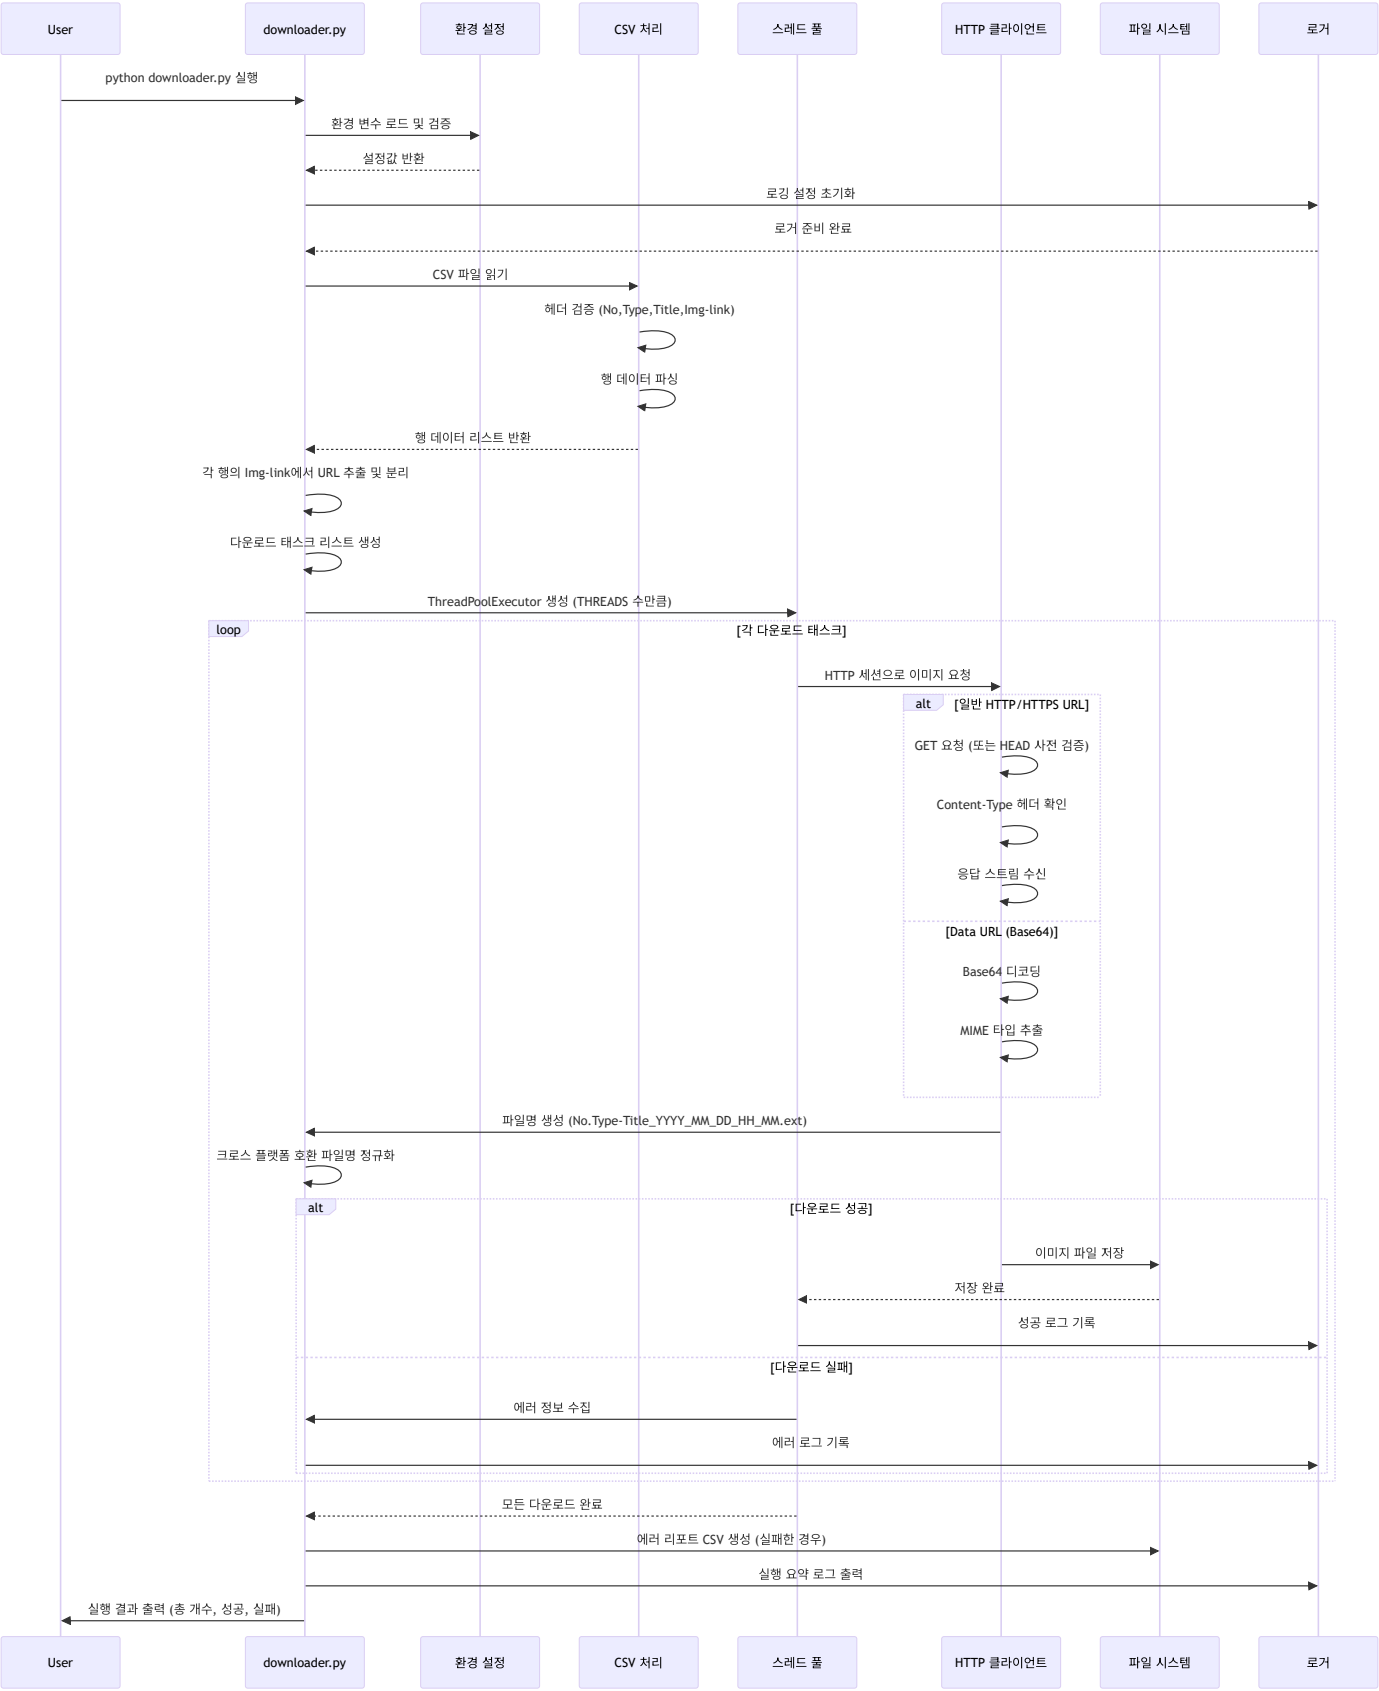 User
downloader.py
환경 설정
CSV 처리
스레드 풀
HTTP 클라이언트
파일 시스템
로거
python downloader.py 실행
환경 변수 로드 및 검증
설정값 반환
로깅 설정 초기화
로거 준비 완료
CSV 파일 읽기
헤더 검증 (No,Type,Title,Img-link)
행 데이터 파싱
행 데이터 리스트 반환
각 행의 Img-link에서 URL 추출 및 분리
다운로드 태스크 리스트 생성
ThreadPoolExecutor 생성 (THREADS 수만큼)
loop
[각 다운로드 태스크]
HTTP 세션으로 이미지 요청
alt
[일반 HTTP/HTTPS URL]
GET 요청 (또는 HEAD 사전 검증)
Content-Type 헤더 확인
응답 스트림 수신
[Data URL (Base64)]
Base64 디코딩
MIME 타입 추출
파일명 생성 (No.Type-Title_YYYY_MM_DD_HH_MM.ext)
크로스 플랫폼 호환 파일명 정규화
alt
[다운로드 성공]
이미지 파일 저장
저장 완료
성공 로그 기록
[다운로드 실패]
에러 정보 수집
에러 로그 기록
모든 다운로드 완료
에러 리포트 CSV 생성 (실패한 경우)
실행 요약 로그 출력
실행 결과 출력 (총 개수, 성공, 실패)
User
downloader.py
환경 설정
CSV 처리
스레드 풀
HTTP 클라이언트
파일 시스템
로거